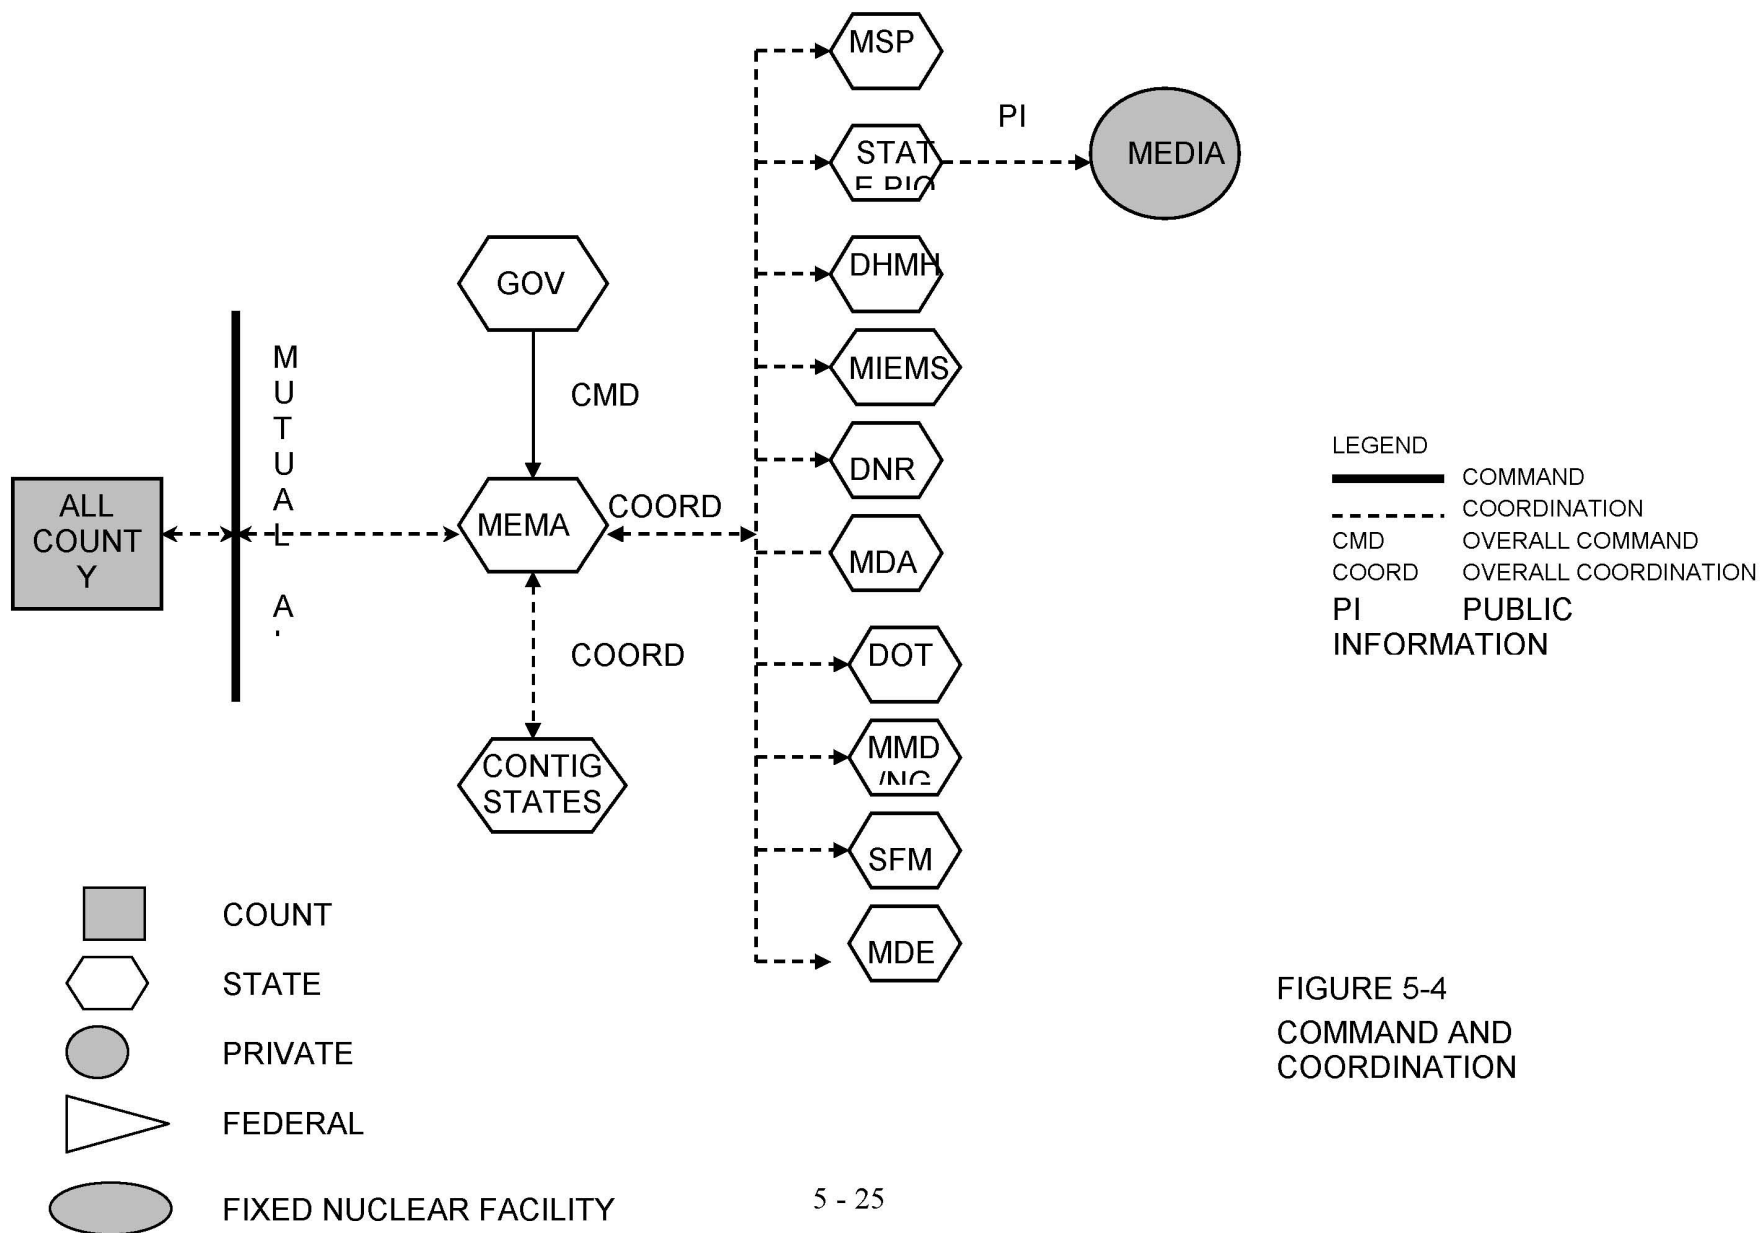 MSP
PI
STAT
E PIO
MEDIA
DHMH
GOV
MIEMS
CMD
M
U
T
U
A
L
A
DNR
ALL
COUNT
Y
MEMA
COORD
MDA
COORD
DOT
CONTIG
STATES
MMD
/NG
SFM
MDE
LEGEND
COMMAND
COORDINATION
CMD OVERALL COMMAND
COORD OVERALL COORDINATION
PI PUBLIC
INFORMATION
COUNT
STATE
PRIVATE
FEDERAL
FIXED NUCLEAR FACILITY
FIGURE 5-4
COMMAND AND
COORDINATION
5 - 25